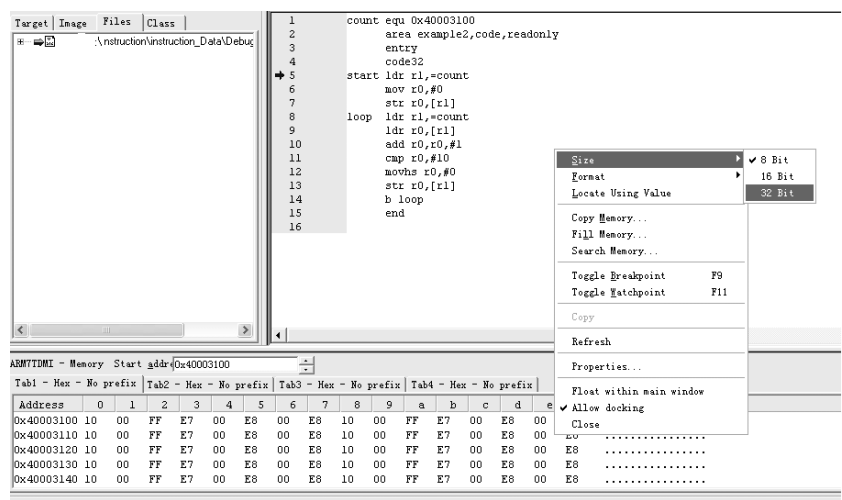 Target Image Files Class
:\ nstruction\instruction_Data\Debug
1 count equ 0x40003100
2 area example2,code,readonly
3 entry
4 code32
5 start ldr r1,=count
6 mov r0,#0
7 str r0,[r1]
8 loop ldr r1,=count
9 ldr r0,[r1]
10 add r0,r0,#1
11 cmp r0,#10
12 movhs r0,#0
13 str r0,[r1]
14 b loop
15 end
16
Size
Format
Locate Using Value
Copy Memory...
Fill Memory...
Search Memory...
Toggle Breakpoint F9
Toggle Watchpoint F11
Copy
Refresh
Properties...
Float within main window
Allow docking
Close
8 Bit
16 Bit
32 Bit
ARM7TDMI - Memory Start addr 0x40003100
Tab1 - Hex - No prefix Tab2 - Hex - No prefix Tab3 - Hex - No prefix Tab4 - Hex - No prefix
Address 0 1 2 3 4 5 6 7 8 9 a b c d e
0x40003100 10 00 FF E7 00 E8 00 E8 10 00 FF E7 00 E8 00 E8 ................
0x40003110 10 00 FF E7 00 E8 00 E8 10 00 FF E7 00 E8 00 E8 ................
0x40003120 10 00 FF E7 00 E8 00 E8 10 00 FF E7 00 E8 00 E8 ................
0x40003130 10 00 FF E7 00 E8 00 E8 10 00 FF E7 00 E8 00 E8 ................
0x40003140 10 00 FF E7 00 E8 00 E8 10 00 FF E7 00 E8 00 E8 ................